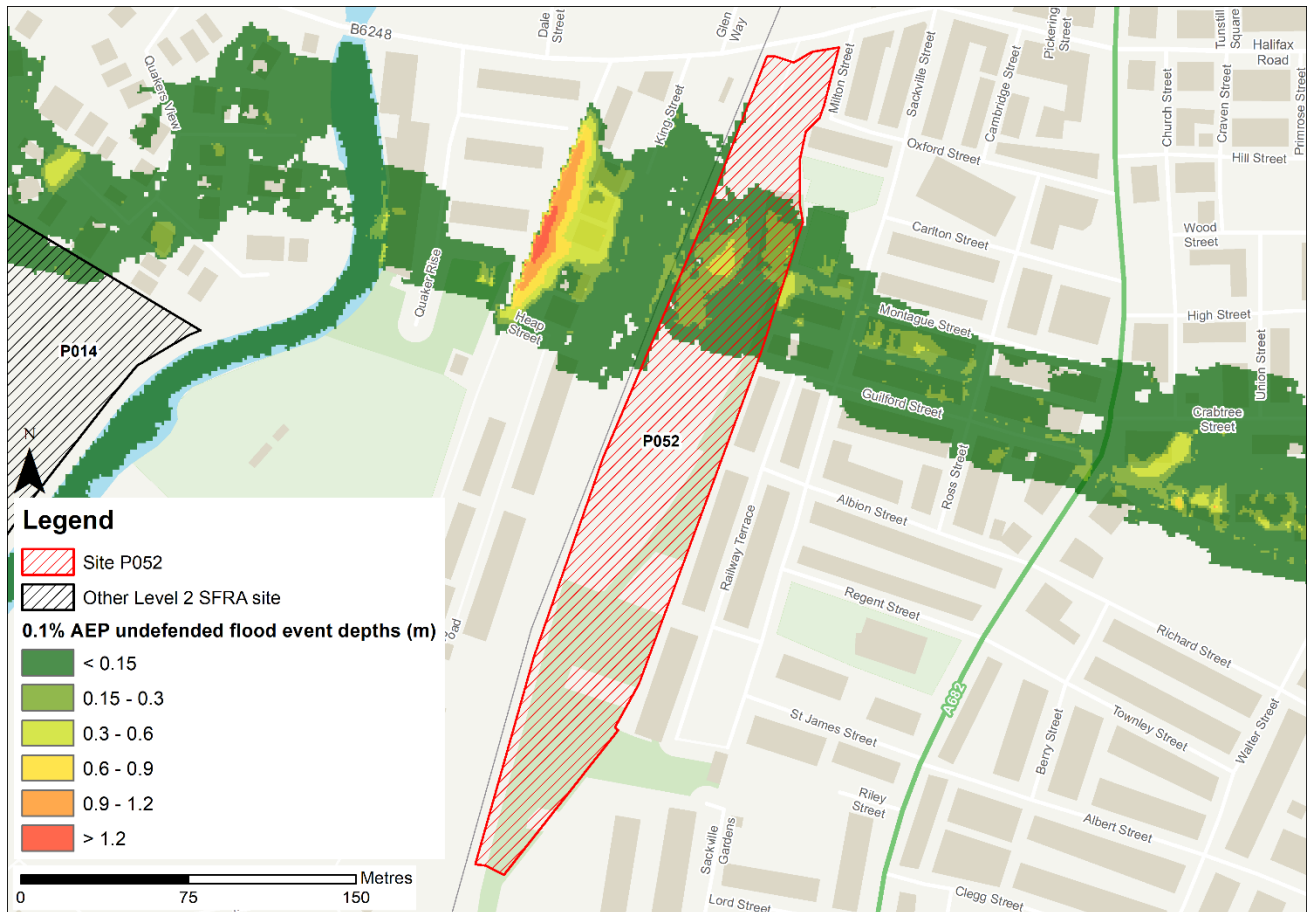 B6248
Dale
Street
Glen
Way
Pickering
Street
Tunstill
Square
Halifax
Road
Quakers View
King Street
Milton Street
Sackville Street
Cambridge Street
Church Street
Craven Street
Primrose Street
Oxford Street
Hill Street
Carlton Street
Wood
Street
Quaker Rise
Heap
Street
Montague Street
High Street
Union Street
P014
Guilford Street
Crabtree
Street
P052
N
Ross Street
Albion Street
Railway Terrace
Regent Street
Richard Street
A682
St James Street
Berry Street
Townley Street
Walter Street
Riley
Street
Albert Street
Sackville
Gardens
Clegg Street
Lord Street
Road
Legend
Site P052
Other Level 2 SFRA site
0.1% AEP undefended flood event depths (m)
< 0.15
0.15 - 0.3
0.3 - 0.6
0.6 - 0.9
0.9 - 1.2
> 1.2
Metres
0 75 150